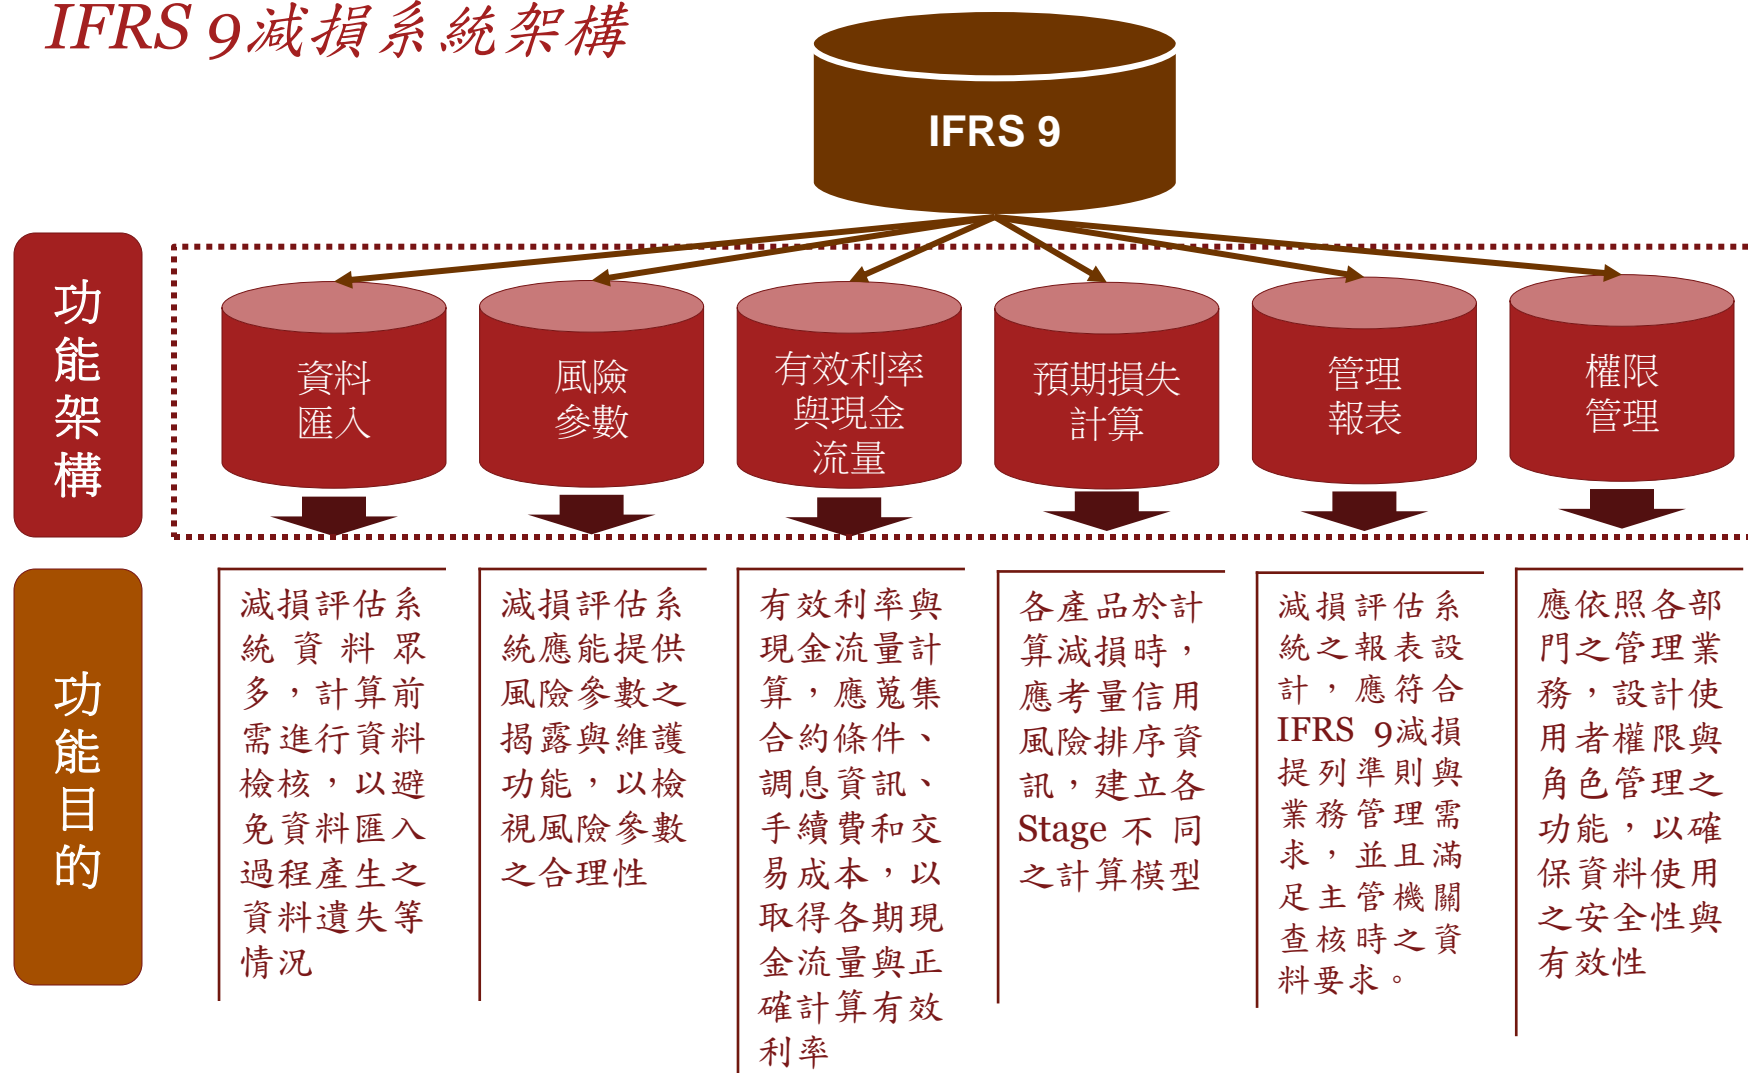 IFRS 9減損系統架構
IFRS 9
功能架構
資料
匯入
風險
參數
有效利率
與現金
流量
預期損失
計算
管理
報表
權限
管理
功能目的
減損評估系
統資料眾
多，計算前
需進行資料
檢核，以避
免資料匯入
過程產生之
資料遺失等
情況
減損評估系
統應能提供
風險參數之
揭露與維護
功能，以檢
視風險參數
之合理性
有效利率與
現金流量計
算，應蒐集
合約條件、
調息資訊、
手續費和交
易成本，以
取得各期現
金流量與正
確計算有效
利率
各產品於計
算減損時，
應考量信用
風險排序資
訊，建立各
Stage 不同
之計算模型
減損評估系
統之報表設
計，應符合
IFRS 9減損
提列準則與
業務管理需
求，並且滿
足主管機關
查核時之資
料要求。
應依照各部
門之管理業
務，設計使
用者權限與
角色管理之
功能，以確
保資料使用
之安全性與
有效性